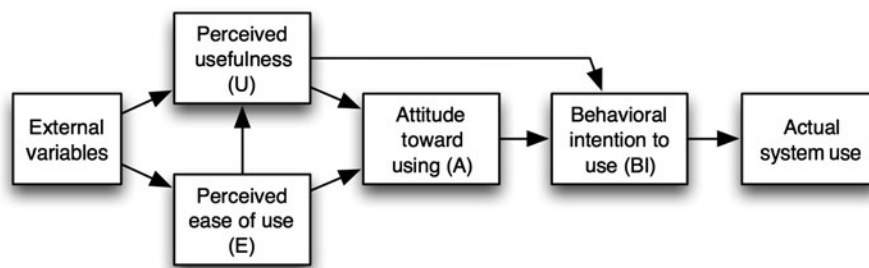 Perceived
usefulness
(U)
External
variables
Perceived
ease of use
(E)
Attitude
toward
using (A)
Behavioral
intention to
use (BI)
Actual
system use